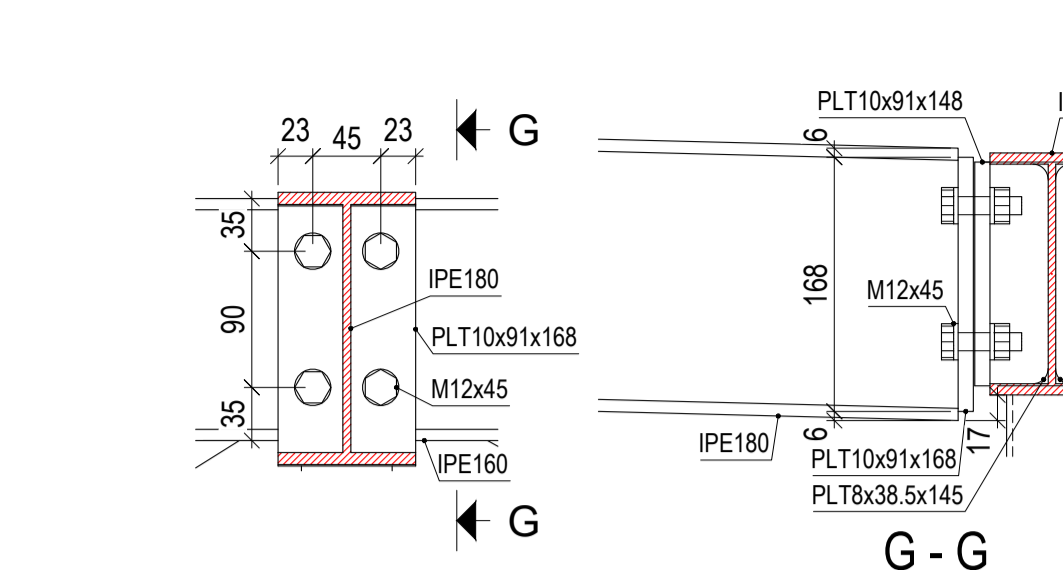 G
23
45
23
35
90
35
IPE180
PLT10x91x168
M12x45
IPE160
G
PLT10x91x148
I
6
168
M12x45
6
17
IPE180
PLT10x91x168
PLT8x38.5x145
G - G